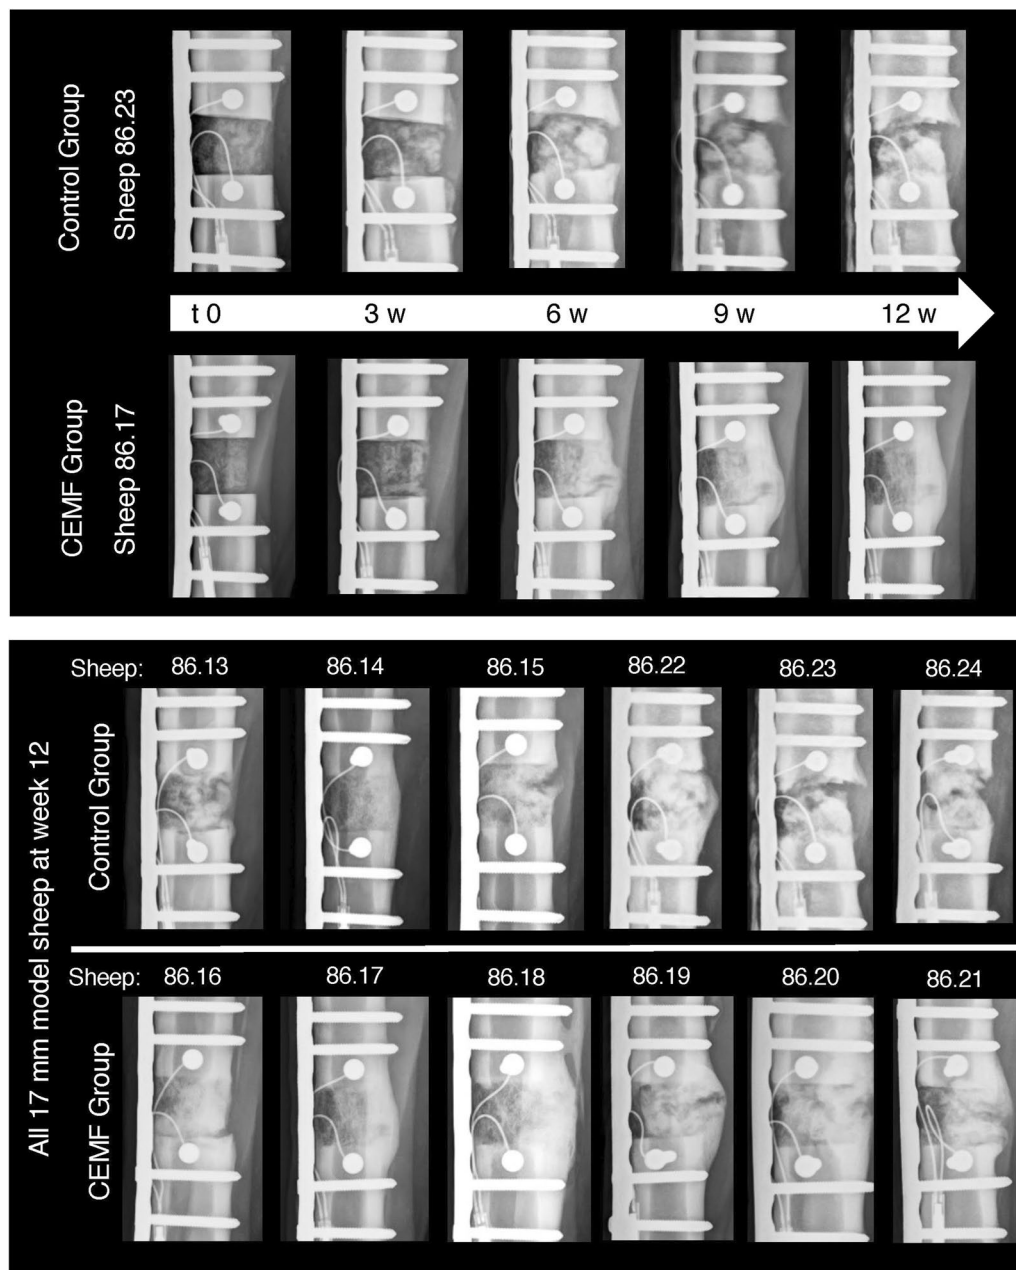 Control Group
Sheep 86.23
t 0 3 w 6 w 9 w 12 w
CEMF Group
Sheep 86.17
All 17 mm model sheep at week 12
Sheep: 86.13 86.14 86.15 86.22 86.23 86.24
Control Group
Sheep: 86.16 86.17 86.18 86.19 86.20 86.21
CEMF Group